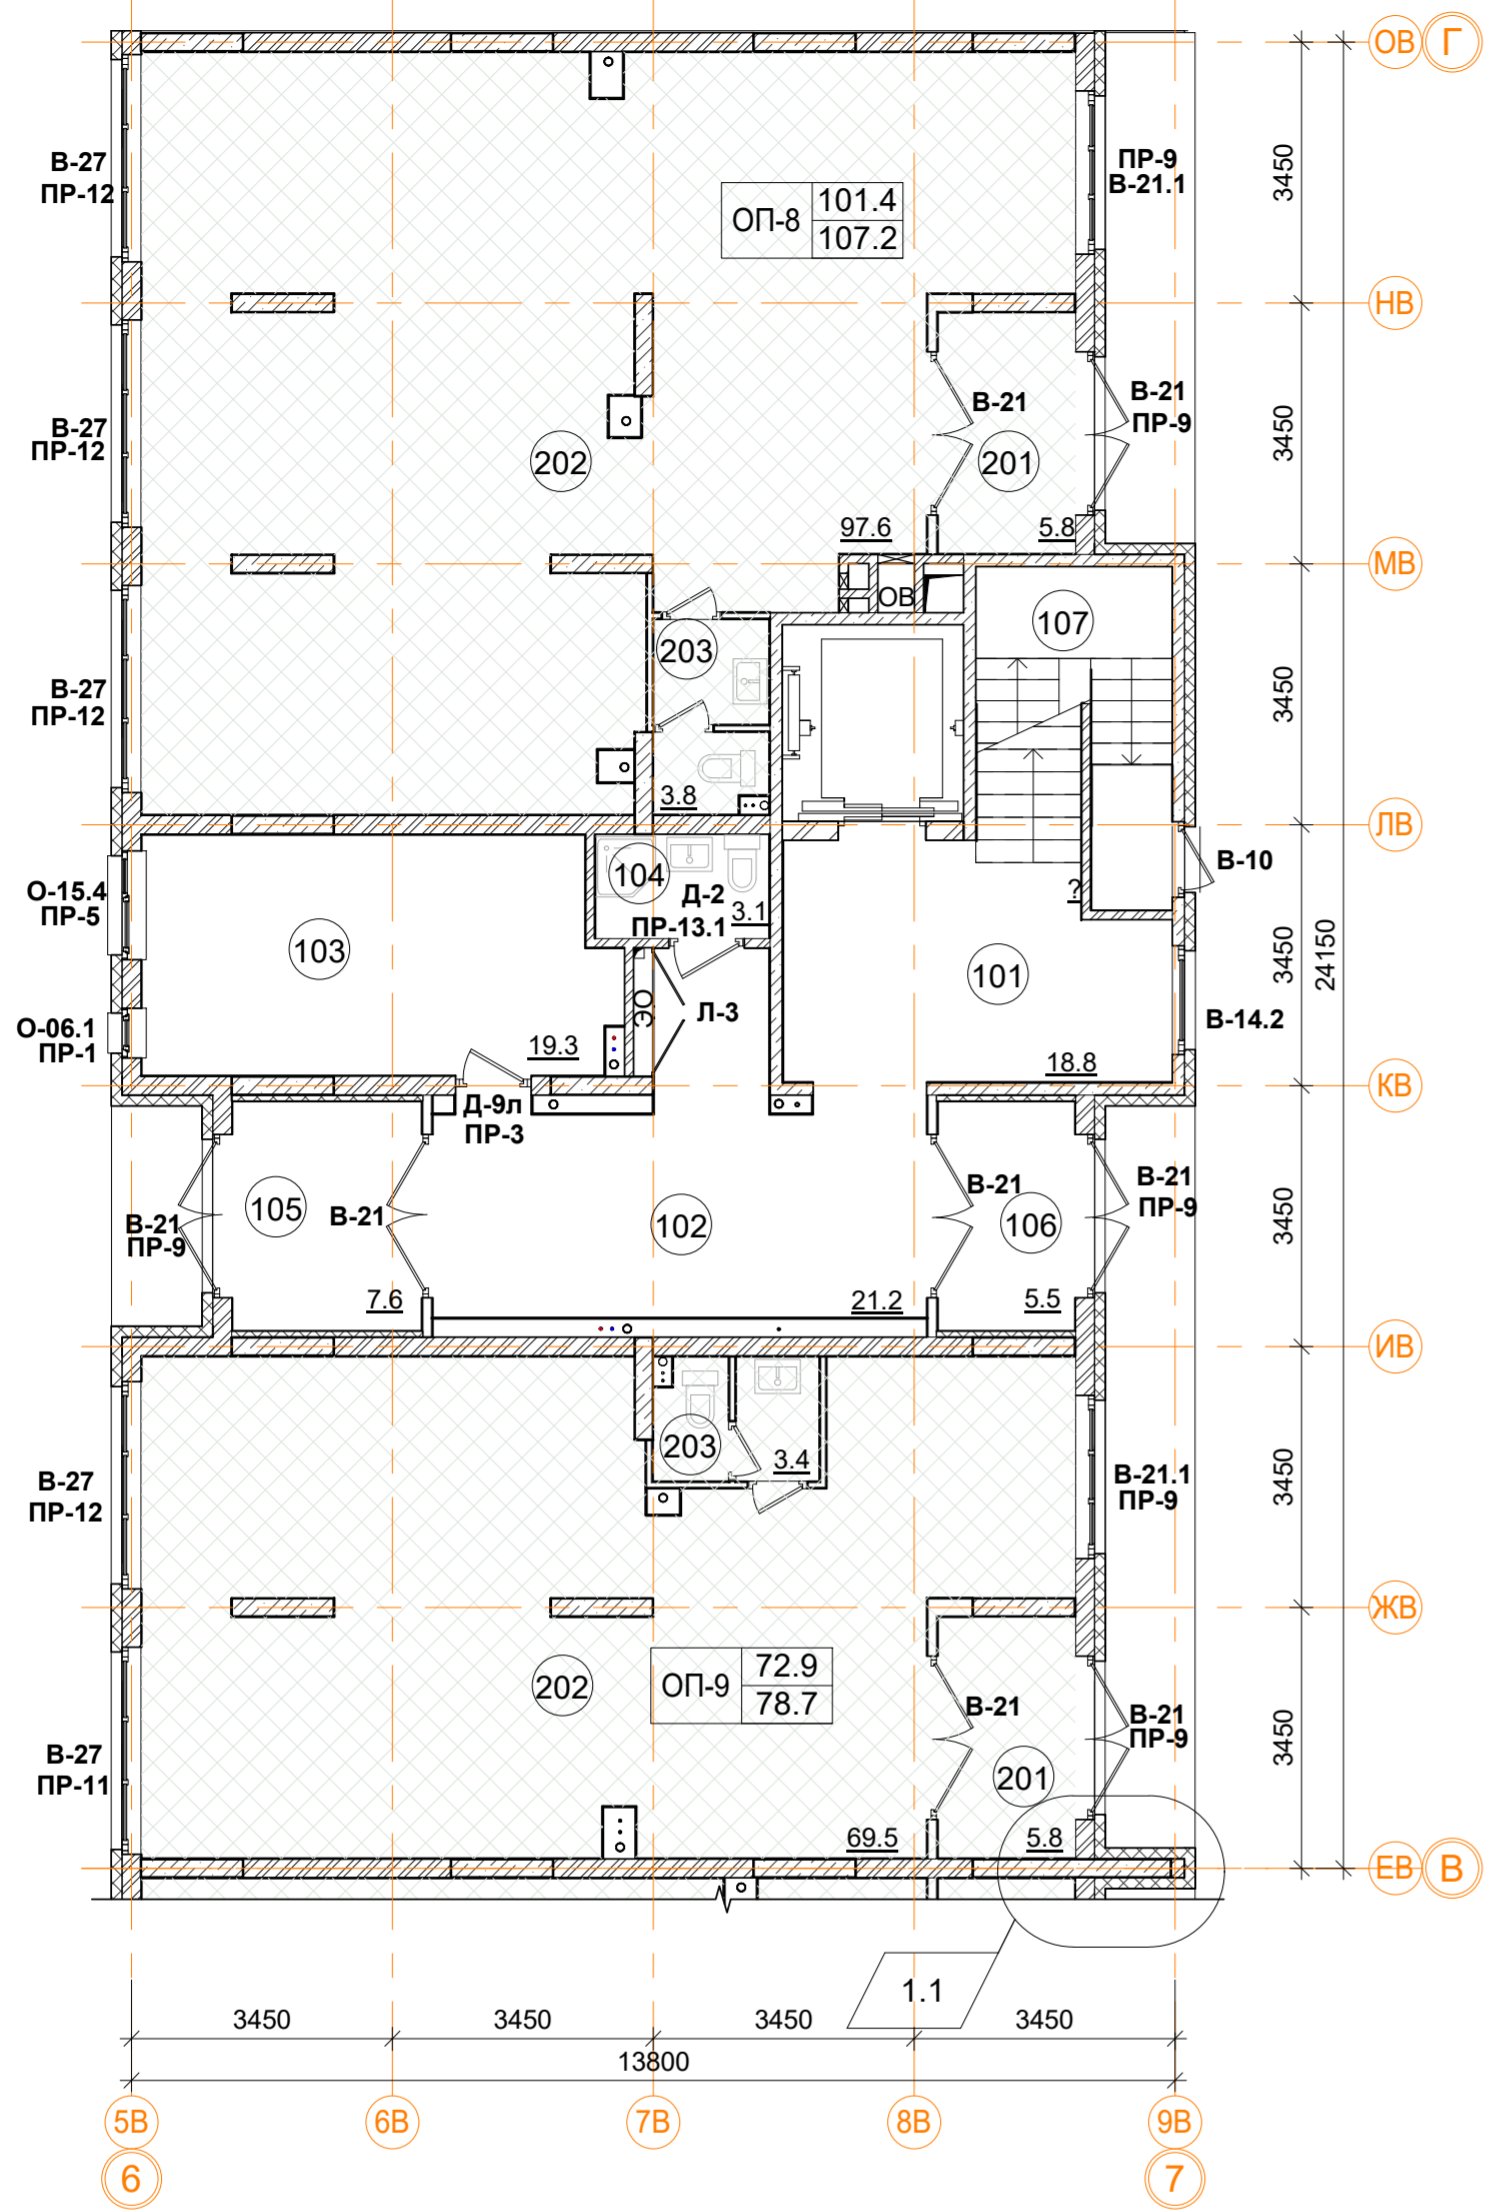 ОВ Г
В-27
ПР-12
ПР-9
В-21.1
3450
ОП-8 101.4
107.2
НВ
В-27
ПР-12
В-21
В-21
ПР-9
3450
202
201
97.6
5.8
МВ
ОВ
107
203
В-27
ПР-12
3450
3.8
ЛВ
О-15.4
ПР-5
104
Д-2
ПР-13.1
3.1
?
В-10
103
101
3450
24150
ОЭ
Л-3
О-06.1
ПР-1
19.3
18.8
В-14.2
КВ
Д-9л
ПР-3
105
В-21
ПР-9
В-21
102
В-21
106
В-21
ПР-9
3450
7.6
21.2
5.5
ИВ
203
3.4
В-27
ПР-12
В-21.1
ПР-9
3450
ЖВ
202
ОП-9 72.9
78.7
В-21
В-21
ПР-9
3450
В-27
ПР-11
201
69.5
5.8
ЕВ В
1.1
3450 3450 3450 3450
13800
5В 6В 7В 8В 9В
6 7